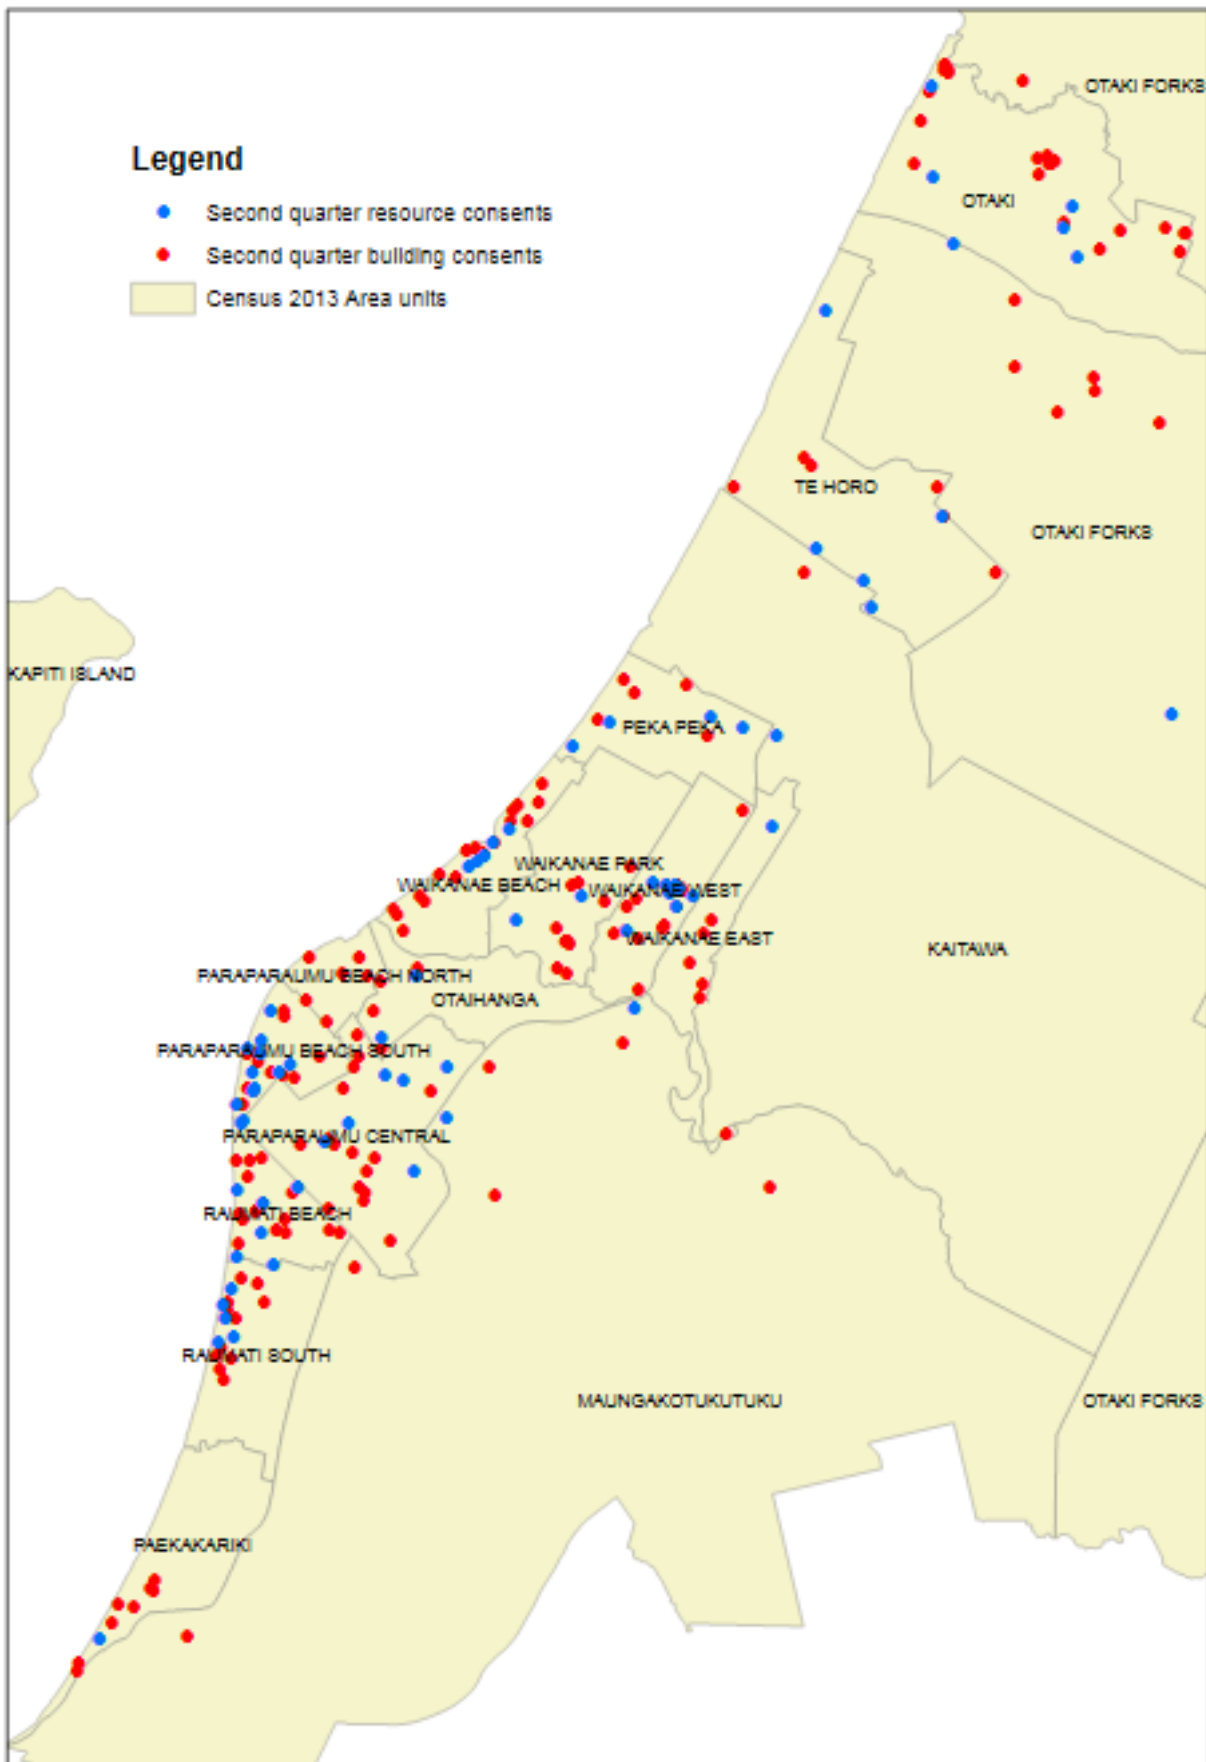 OTAKI FORKS
Legend
Second quarter resource consents
Second quarter building consents
Census 2013 Area units
OTAKI
TE HORO
OTAKI FORKS
KAPITI ISLAND
PEKA PEKA
WAIKANAE PARK
WAIKANAE BEACH
WAIKANAE WEST
WAIKANAE EAST
KAITAWA
PARAPARAUMU BEACH NORTH
OTAIHANGA
PARAPARAUMU BEACH SOUTH
PARAPARAUMU CENTRAL
RAUMATI BEACH
RAUMATI SOUTH
MAUNGAKOTUKUTUKU
OTAKI FORKS
PAEKAKARIKI